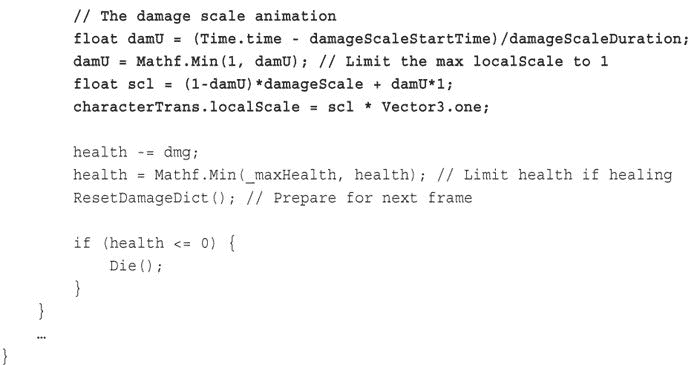 // The damage scale animation
float damU = (Time.time - damageScaleStartTime)/damageScaleDuration;
damU = Mathf.Min(1, damU); // Limit the max localScale to 1
float scl = (1-damU)*damageScale + damU*1;
characterTrans.localScale = scl * Vector3.one;
health -= dmg;
health = Mathf.Min(_maxHealth, health); // Limit health if healing
ResetDamageDict(); // Prepare for next frame
if (health <= 0) {
Die();
}
}
…
}